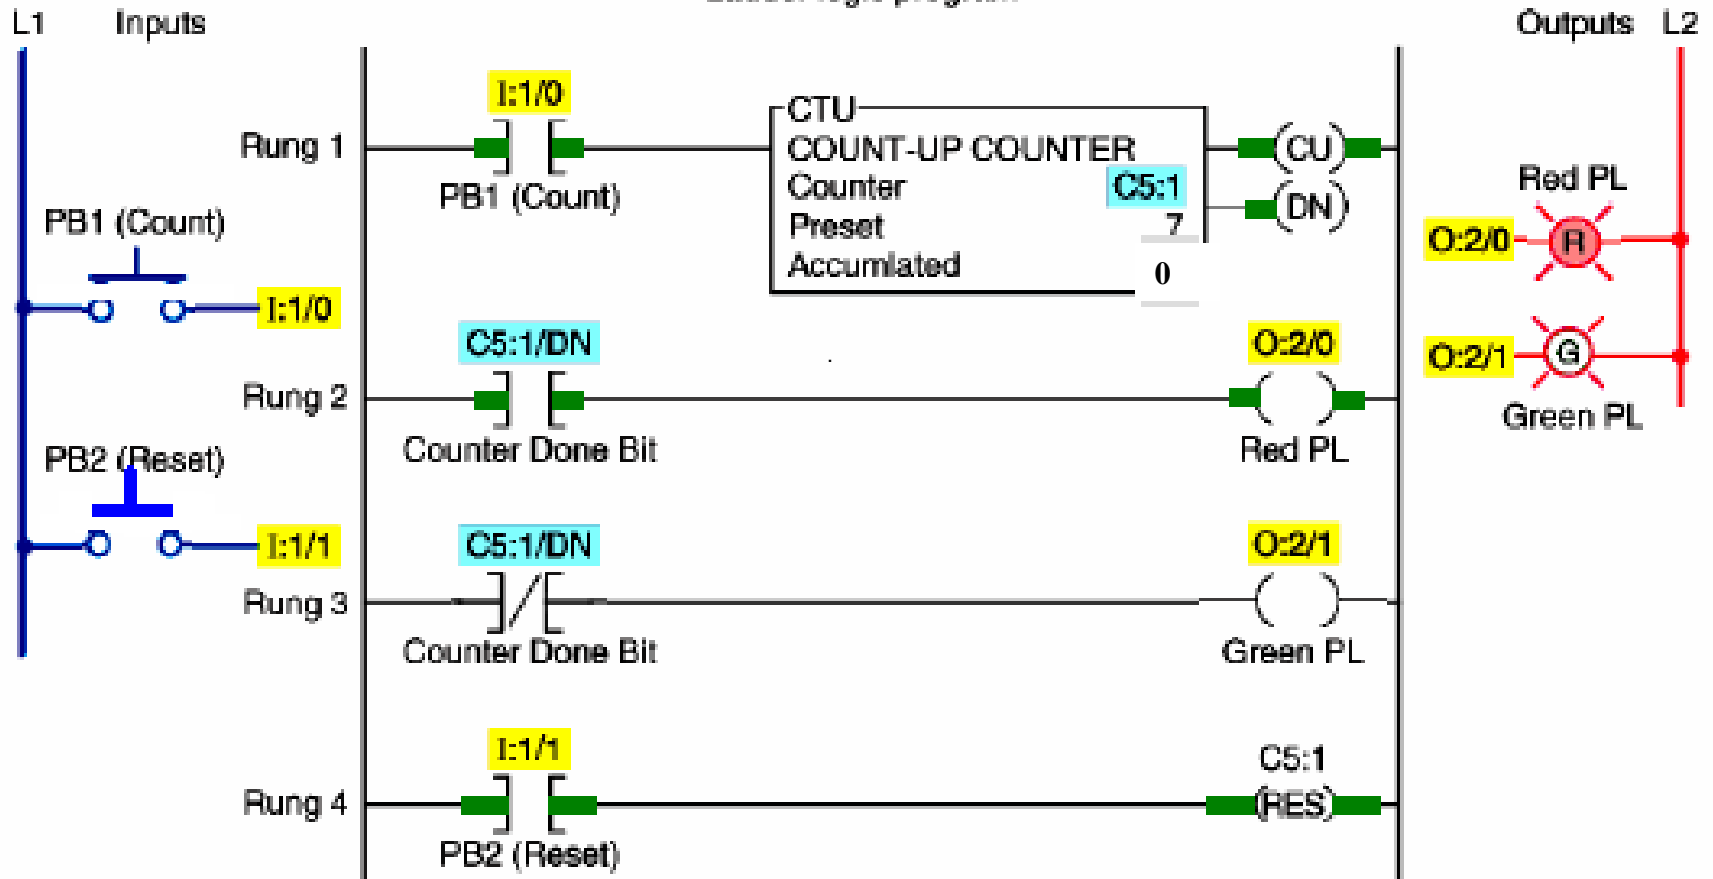 L1 Inputs Outputs L2
I:1/0
CTU
Rung 1
COUNT-UP COUNTER
(CU)
PB1 (Count)
Counter C5:1
(DN)
Preset 7
Accumlated 0
PB1 (Count)
I:1/0
Red PL
O:2/0 R
O:2/1 G
Green PL
C5:1/DN O:2/0
Rung 2
Counter Done Bit Red PL
PB2 (Reset)
I:1/1
C5:1/DN O:2/1
Rung 3
Counter Done Bit Green PL
I:1/1 C5:1
Rung 4 (RES)
PB2 (Reset)